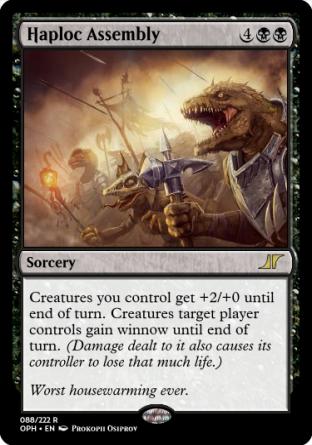 Haploc Assembly 4
Sorcery
Creatures you control get +2/+0 until
end of turn. Creatures target player
controls gain winnow until end of
turn. (Damage dealt to it also causes its
controller to lose that much life.)
Worst housewarming ever.
088/222 R
OPH • EN Prokoph Osiprov